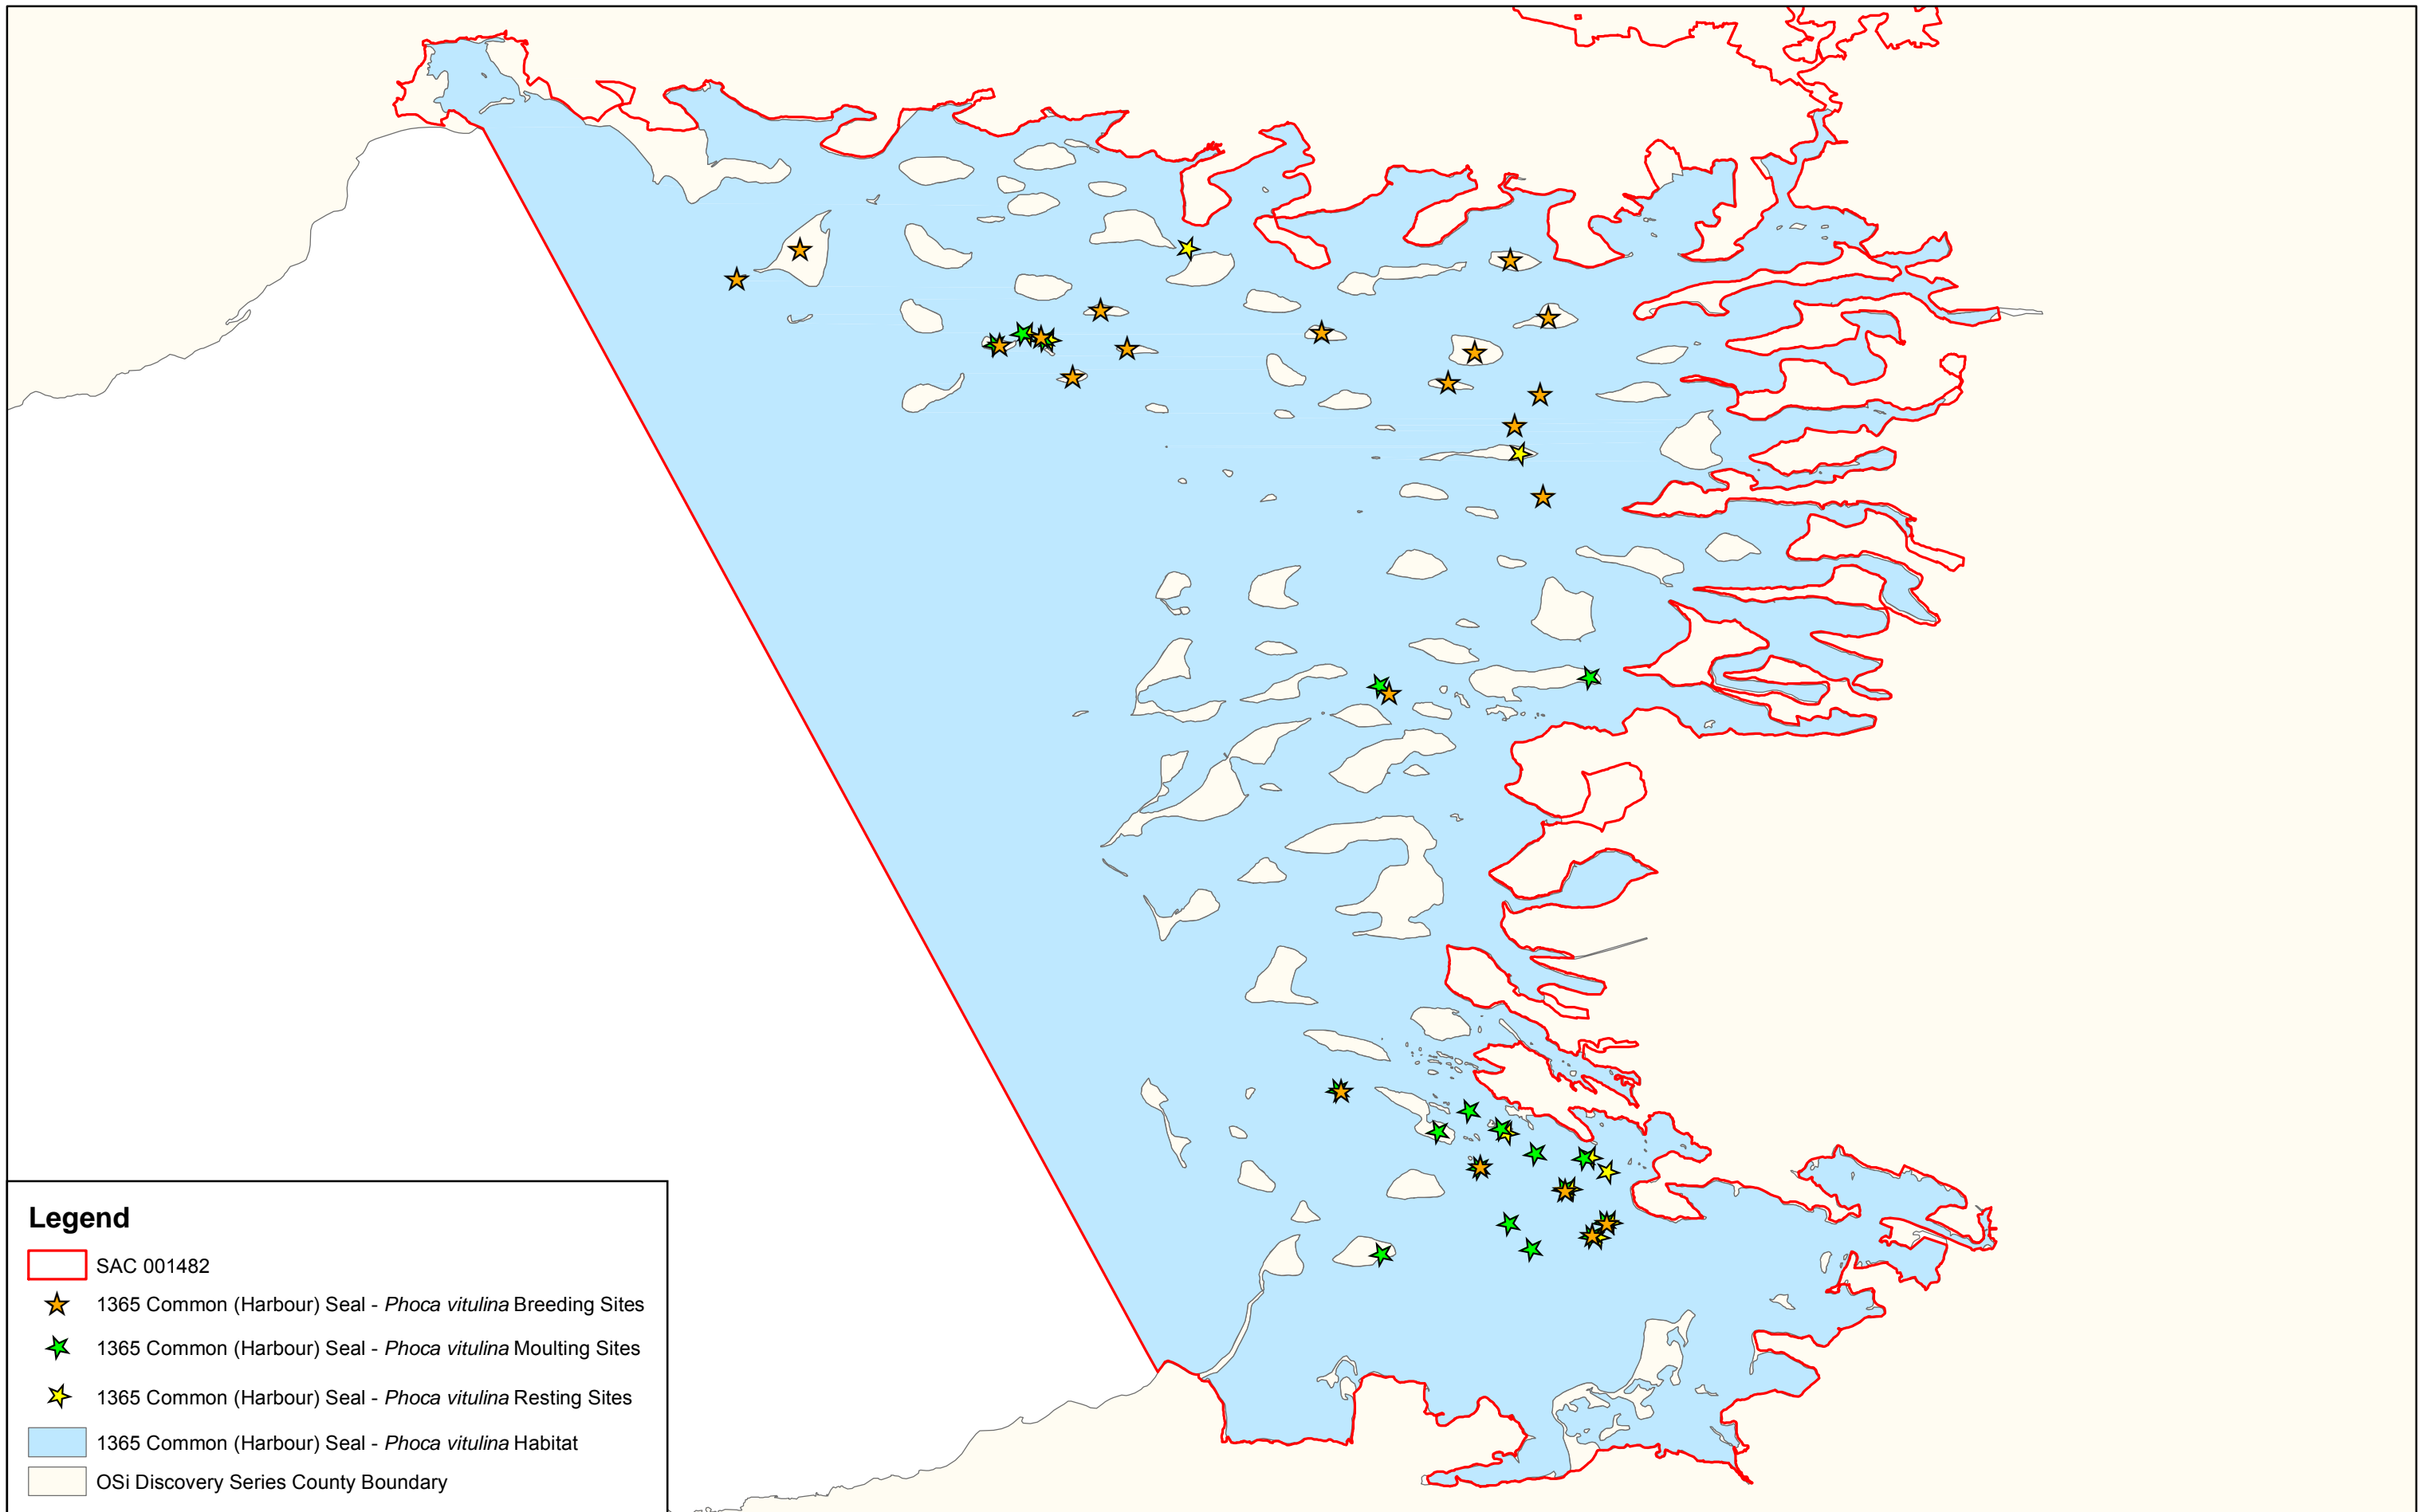 Legend
SAC 001482
1365 Common (Harbour) Seal - Phoca vitulina Breeding Sites
1365 Common (Harbour) Seal - Phoca vitulina Moulting Sites
1365 Common (Harbour) Seal - Phoca vitulina Resting Sites
1365 Common (Harbour) Seal - Phoca vitulina Habitat
OSi Discovery Series County Boundary